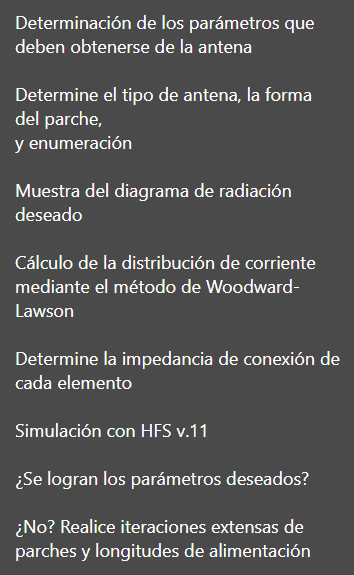 Determinación de los parámetros que
deben obtenerse de la antena
Determine el tipo de antena, la forma
del parche,
y enumeración
Muestra del diagrama de radiación
deseado
Cálculo de la distribución de corriente
mediante el método de Woodward-
Lawson
Determine la impedancia de conexión de
cada elemento
Simulación con HFS v.11
¿Se logran los parámetros deseados?
¿No? Realice iteraciones extensas de
parches y longitudes de alimentación